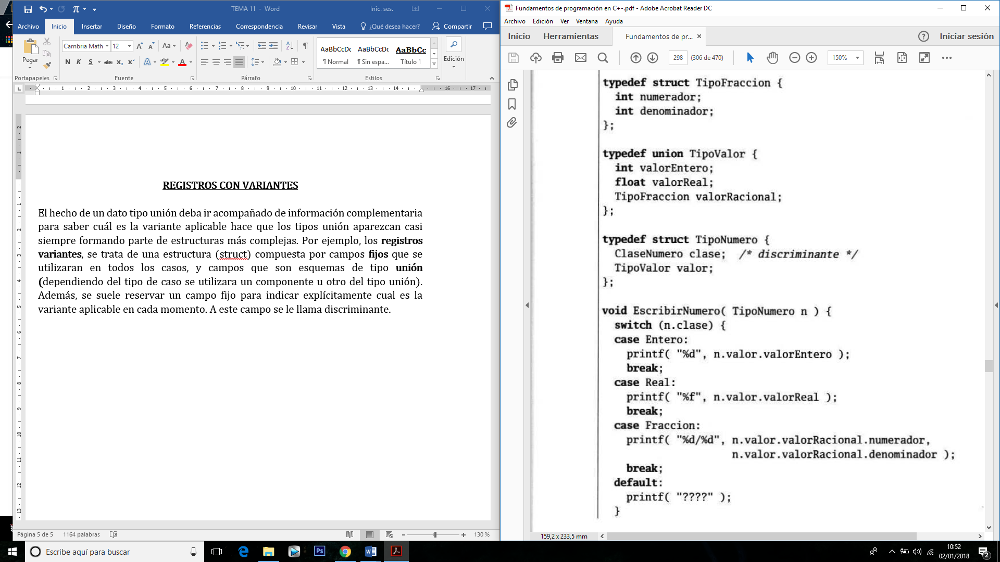 TEMA 11 - Word
Inic. ses.
Archivo Inicio Insertar Diseño Formato Referencias Correspondencia Revisar Vista ¿Qué desea hacer? Compartir
Pegar
Cambria Math 12
N K S abc x₂ x²
AaBbCcDc AaBbCcDc AaBbCc
¶ Normal ¶ Sin espa... Título 1
Edición
Portapapeles Fuente Párrafo Estilos
REGISTROS CON VARIANTES
El hecho de un dato tipo unión deba ir acompañado de información complementaria
para saber cuál es la variante aplicable hace que los tipos unión aparezcan casi
siempre formando parte de estructuras más complejas. Por ejemplo, los registros
variantes, se trata de una estructura (struct) compuesta por campos fijos que se
utilizaran en todos los casos, y campos que son esquemas de tipo unión
(dependiendo del tipo de caso se utilizara un componente u otro del tipo unión).
Además, se suele reservar un campo fijo para indicar explícitamente cual es la
variante aplicable en cada momento. A este campo se le llama discriminante.
Página 5 de 5 1164 palabras
130 %
Fundamentos de programación en C+-.pdf - Adobe Acrobat Reader DC
Archivo Edición Ver Ventana Ayuda
Inicio Herramientas Fundamentos de pr... Iniciar sesión
298 (306 de 470) 150%
typedef struct TipoFraccion {
int numerador;
int denominador;
};
typedef union TipoValor {
int valorEntero;
float valorReal;
TipoFraccion valorRacional;
};
typedef struct TipoNumero {
ClaseNumero clase; /* discriminante */
TipoValor valor;
};
void EscribirNumero( TipoNumero n ) {
switch (n.clase) {
case Entero:
printf( "%d", n.valor.valorEntero );
break;
case Real:
printf( "%f", n.valor.valorReal );
break;
case Fraccion:
printf( "%d/%d", n.valor.valorRacional.numerador,
n.valor.valorRacional.denominador );
break;
default:
printf( "????" );
}
159,2 x 233,5 mm
Escribe aquí para buscar
10:52
02/01/2018
2